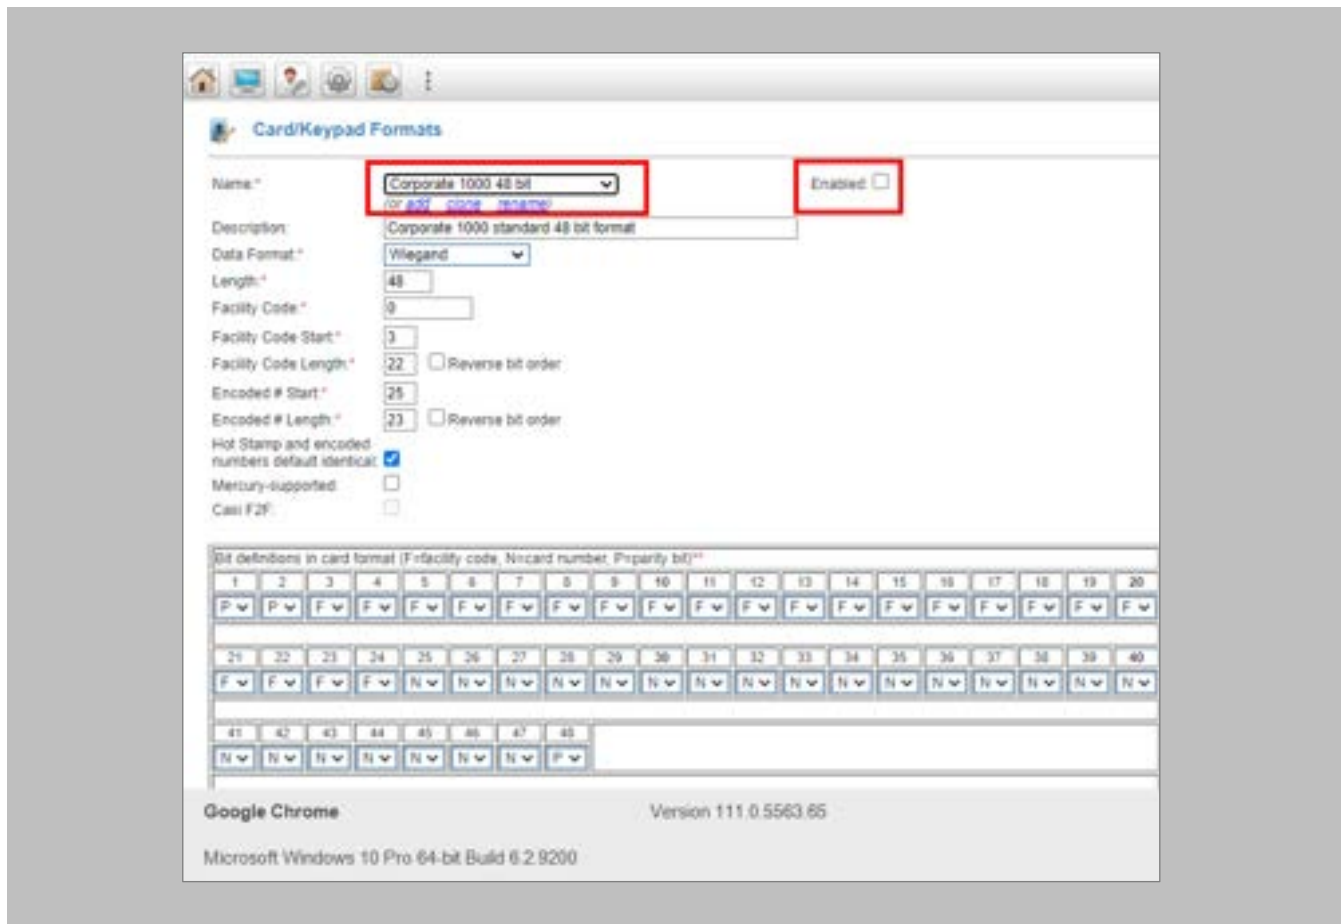 Card/Keypad Formats
Name:* Corporate 1000 48 bit Enabled:
(or add clone rename)
Description: Corporate 1000 standard 48 bit format
Data Format:* Wiegand
Length:* 48
Facility Code:* 0
Facility Code Start:* 3
Facility Code Length:* 22 Reverse bit order
Encoded # Start:* 25
Encoded # Length:* 23 Reverse bit order
Hot Stamp and encoded
numbers default identical:
Mercury-supported:
Casi F2F:
Bit definitions in card format (F=facility code, N=card number, P=parity bit)**
1 2 3 4 5 6 7 8 9 10 11 12 13 14 15 16 17 18 19 20
P P F F F F F F F F F F F F F F F F F F
21 22 23 24 25 26 27 28 29 30 31 32 33 34 35 36 37 38 39 40
F F F F N N N N N N N N N N N N N N N N
41 42 43 44 45 46 47 48
N N N N N N N P
Google Chrome Version 111.0.5563.65
Microsoft Windows 10 Pro 64-bit Build 6.2.9200